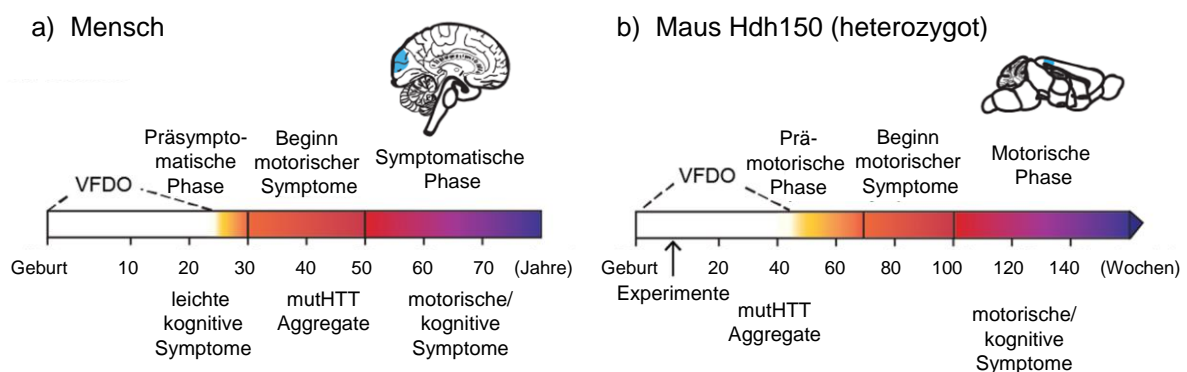 a) Mensch
Präsympto-
matische
Phase
Beginn
motorischer
Symptome
Symptomatische
Phase
VFDO
Geburt 10 20 30 40 50 60 70 (Jahre)
leichte
kognitive
Symptome
mutHTT
Aggregate
motorische/
kognitive
Symptome
b) Maus Hdh150 (heterozygot)
Prä-
motorische
Phase
Beginn
motorischer
Symptome
Motorische
Phase
VFDO
Geburt 20 40 60 80 100 120 140 (Wochen)
Experimente
mutHTT
Aggregate
motorische/
kognitive
Symptome